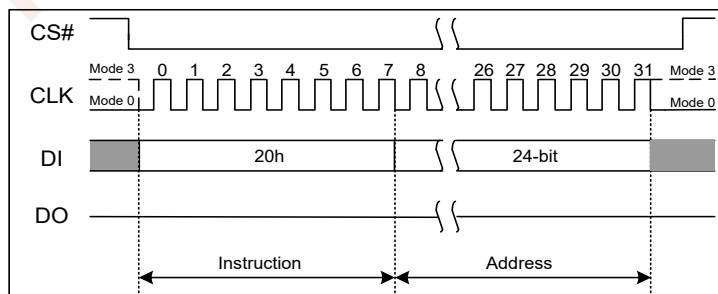 CS#
Mode 3 0 1 2 3 4 5 6 7 8 26 27 28 29 30 31 Mode 3
CLK
Mode 0 Mode 0
DI 20h 24-bit
DO
Instruction Address